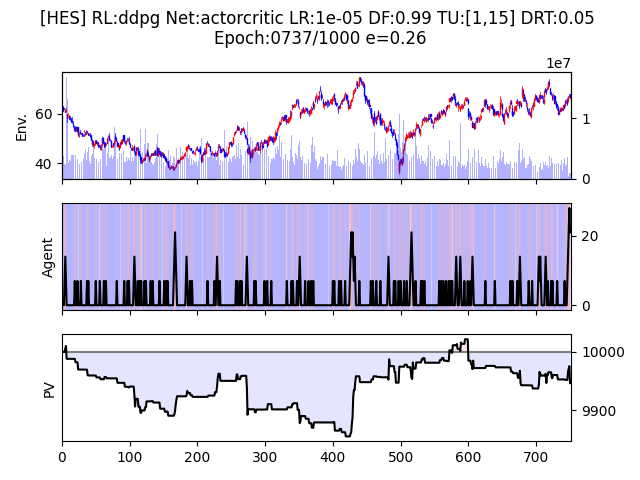 [HES] RL:ddpg Net:actorcritic LR:1e-05 DF:0.99 TU:[1,15] DRT:0.05
Epoch:0737/1000 e=0.26
1e7
Env.
60
40
1
0
Agent
20
0
PV
10000
9900
0 100 200 300 400 500 600 700